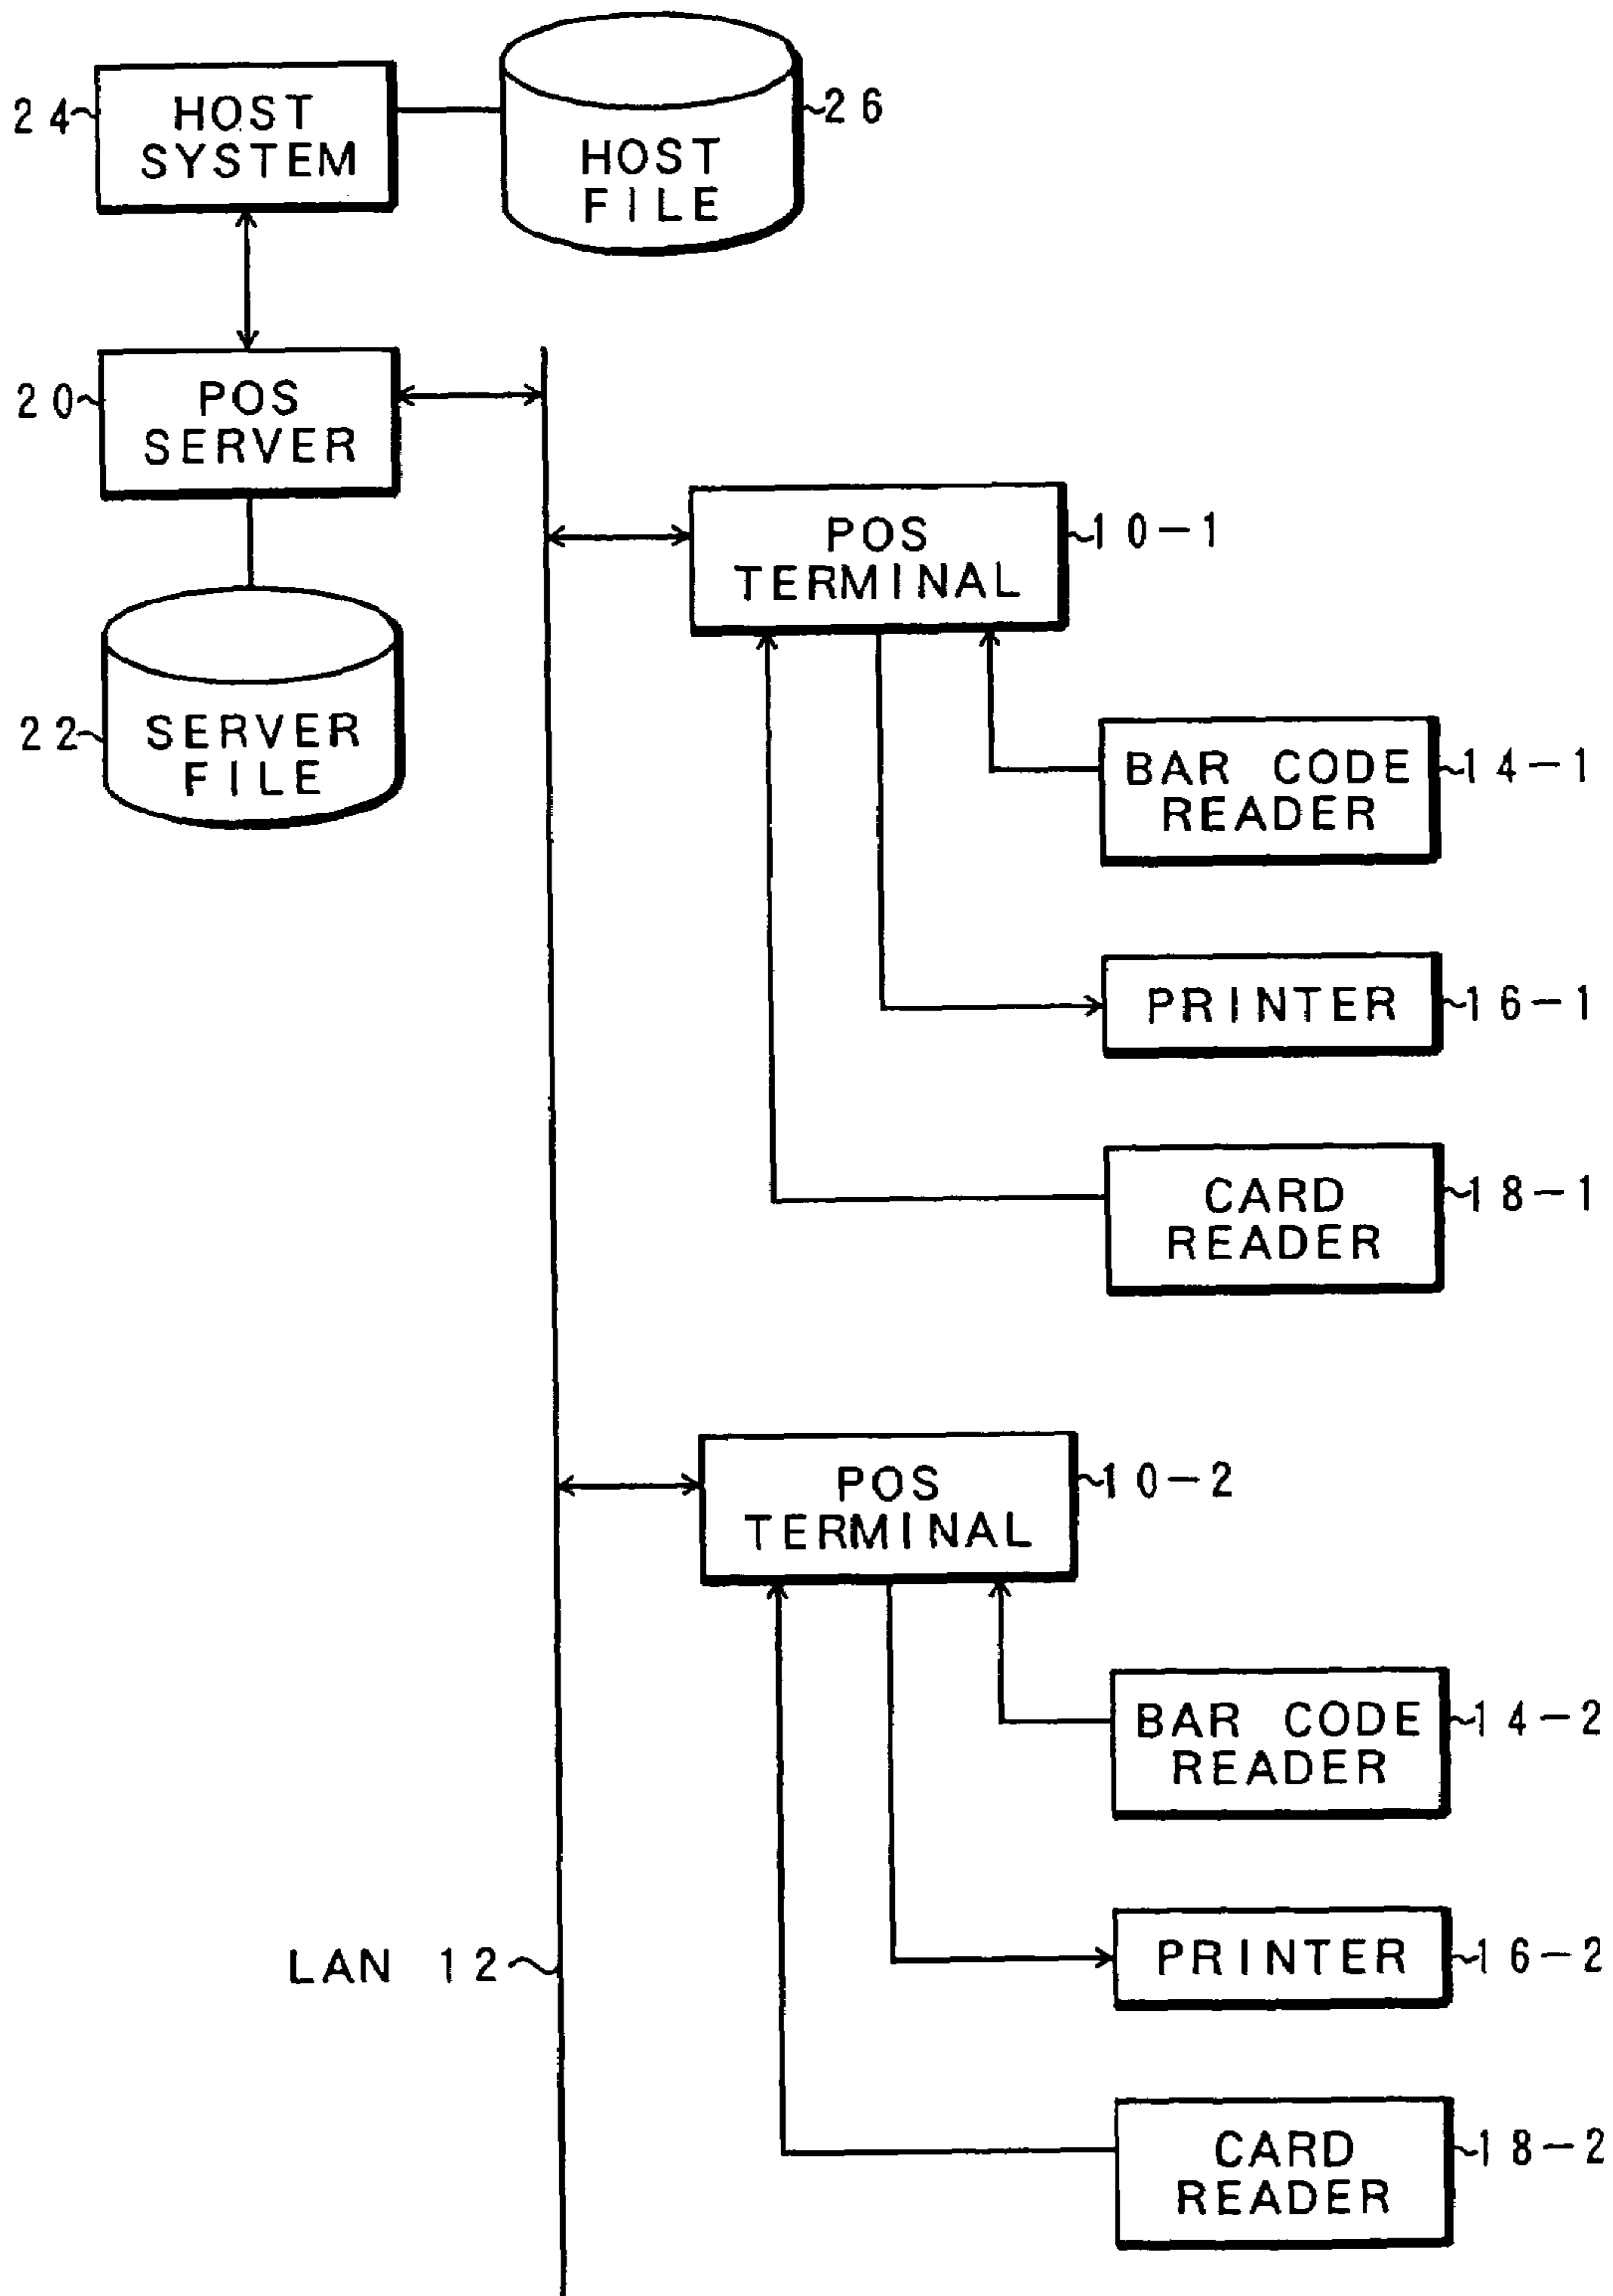 24
HOST
SYSTEM
HOST
FILE
26
20
POS
SERVER
22
SERVER
FILE
POS
TERMINAL
10-1
BAR CODE
READER
14-1
PRINTER
16-1
CARD
READER
18-1
POS
TERMINAL
10-2
BAR CODE
READER
14-2
LAN 12
PRINTER
16-2
CARD
READER
18-2